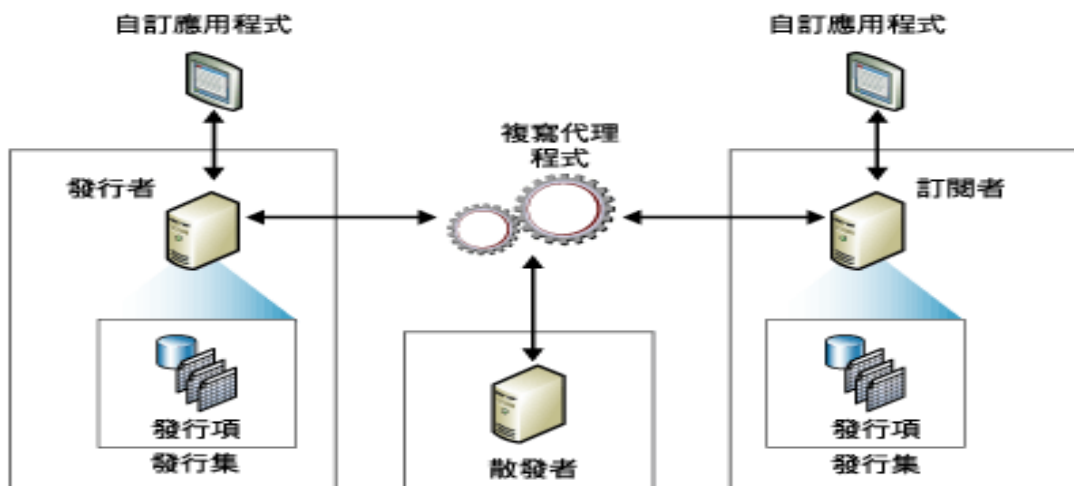 自訂應用程式
自訂應用程式
複寫代理
程式
發行者
訂閱者
發行項
發行集
散發者
發行項
發行集